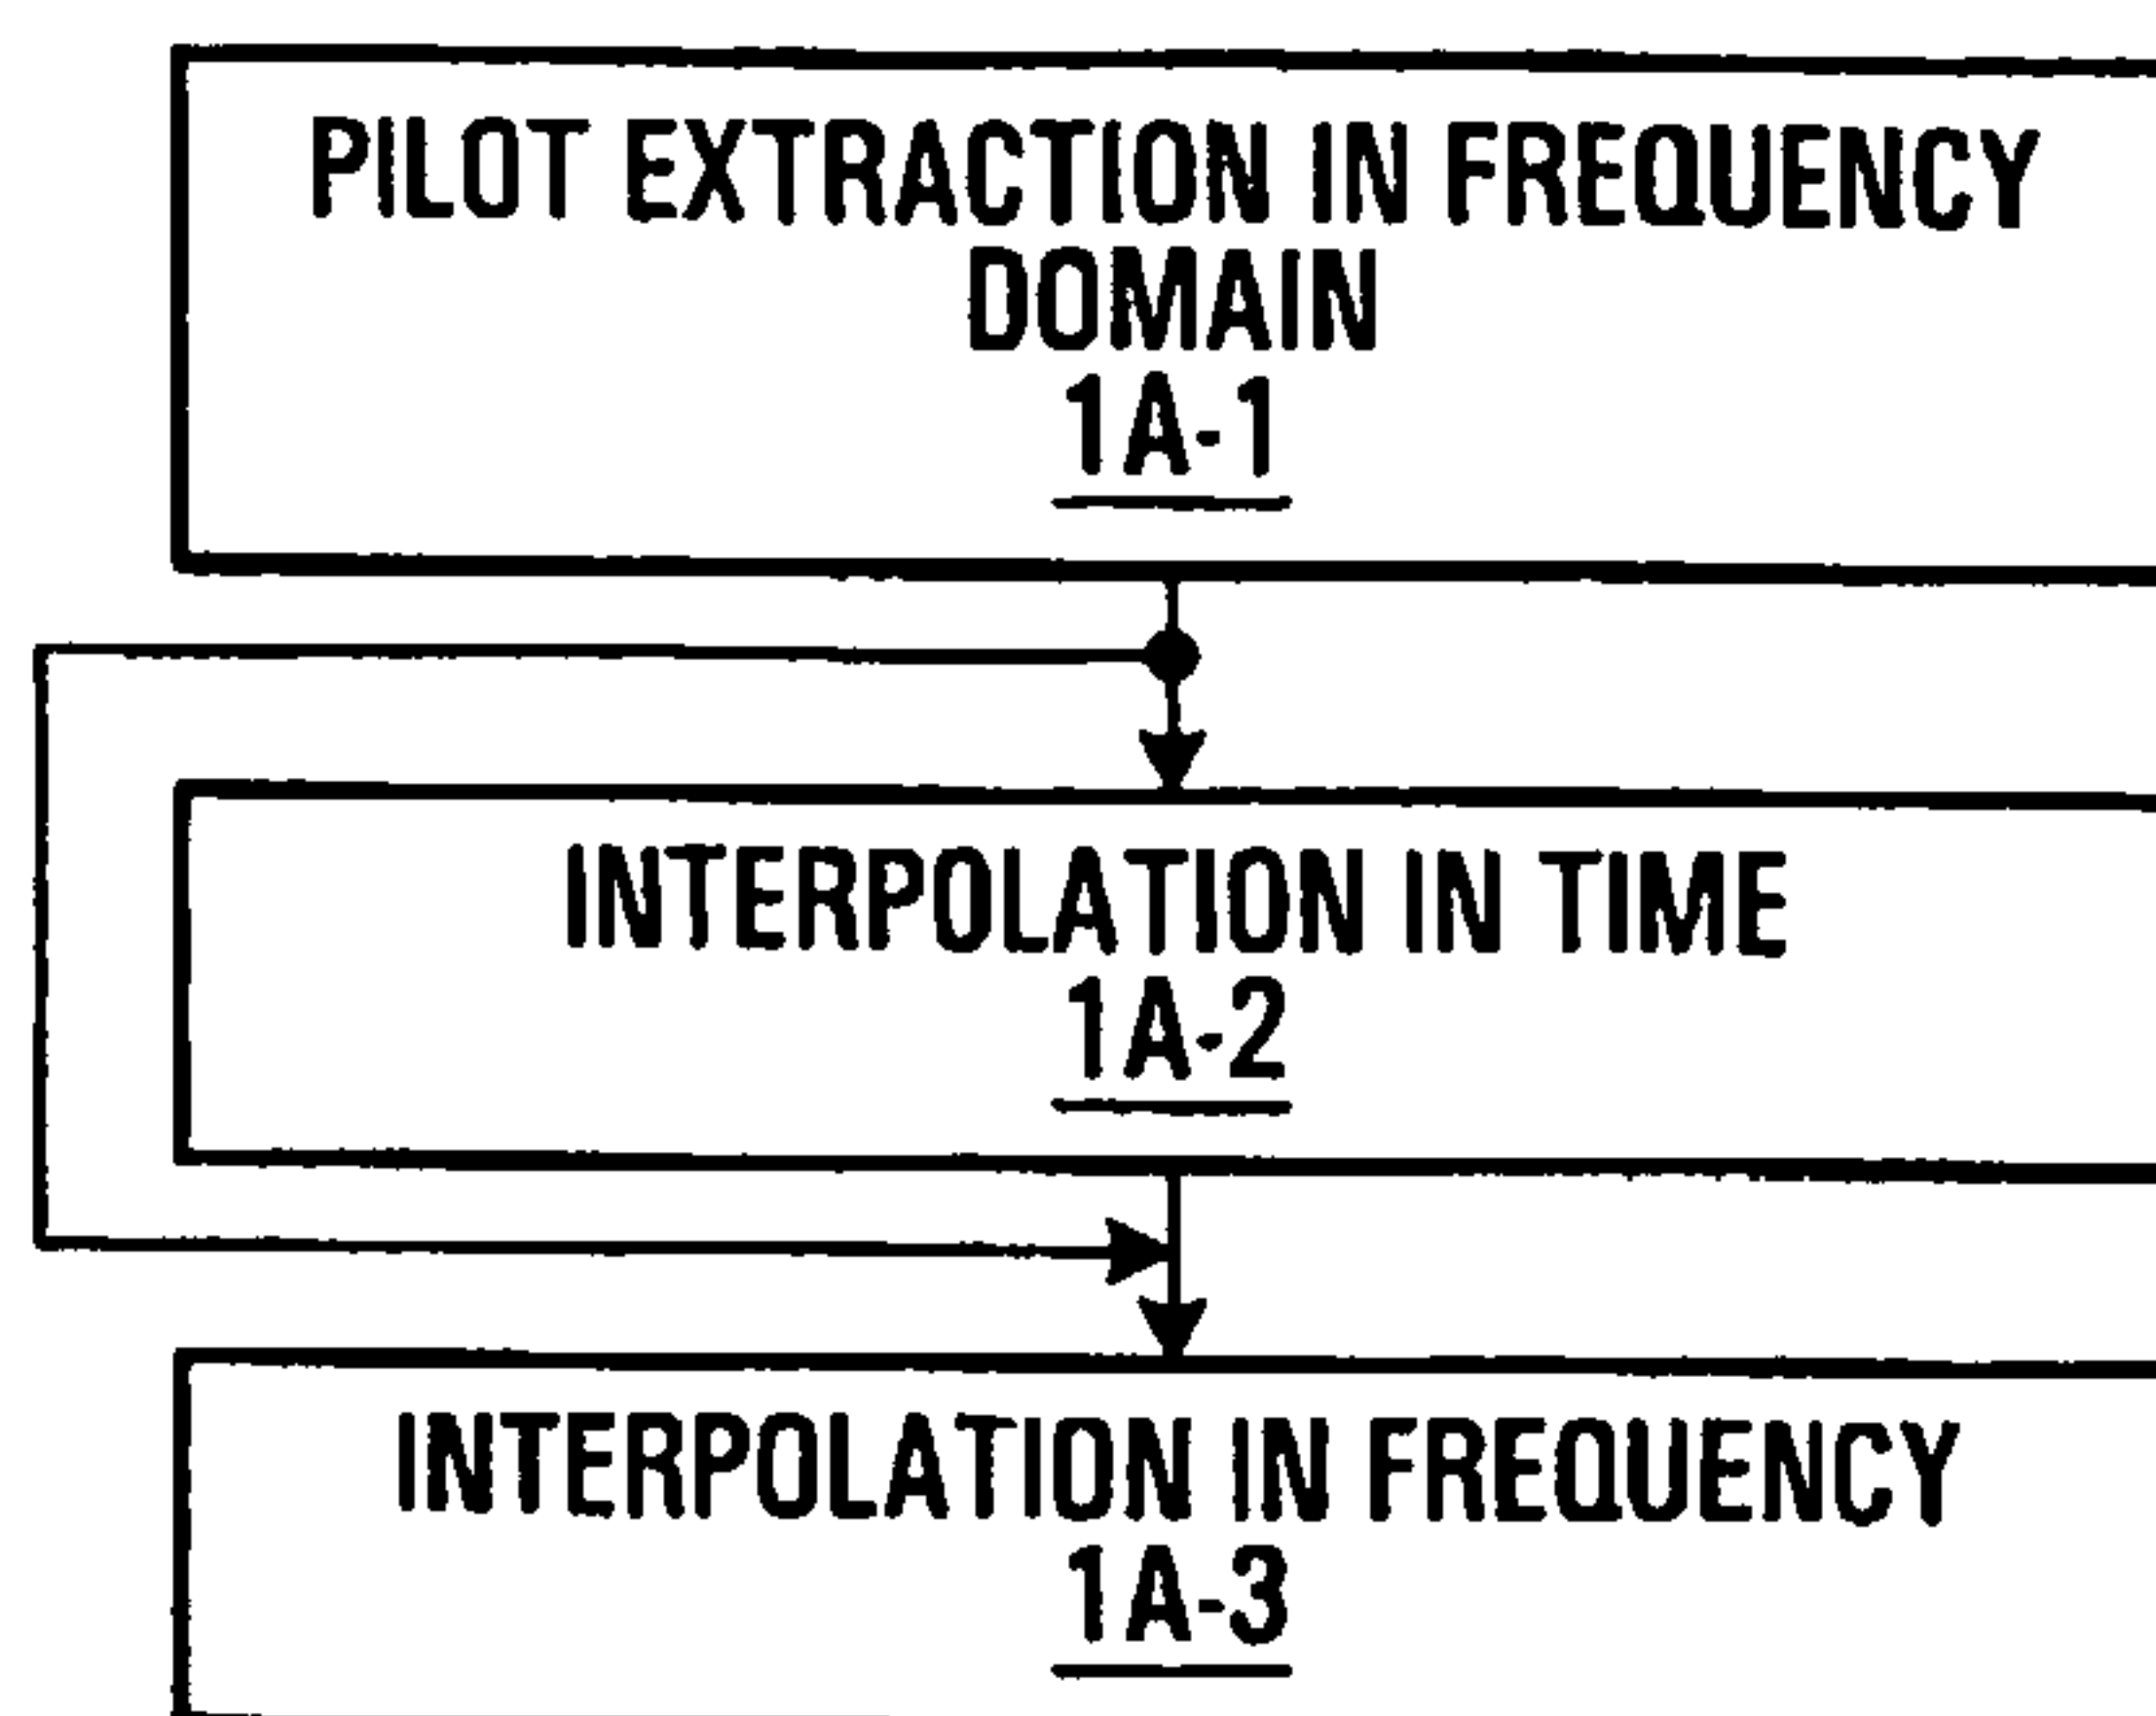 PILOT EXTRACTION IN FREQUENCY
DOMAIN
1A-1
INTERPOLATION IN TIME
1A-2
INTERPOLATION IN FREQUENCY
1A-3